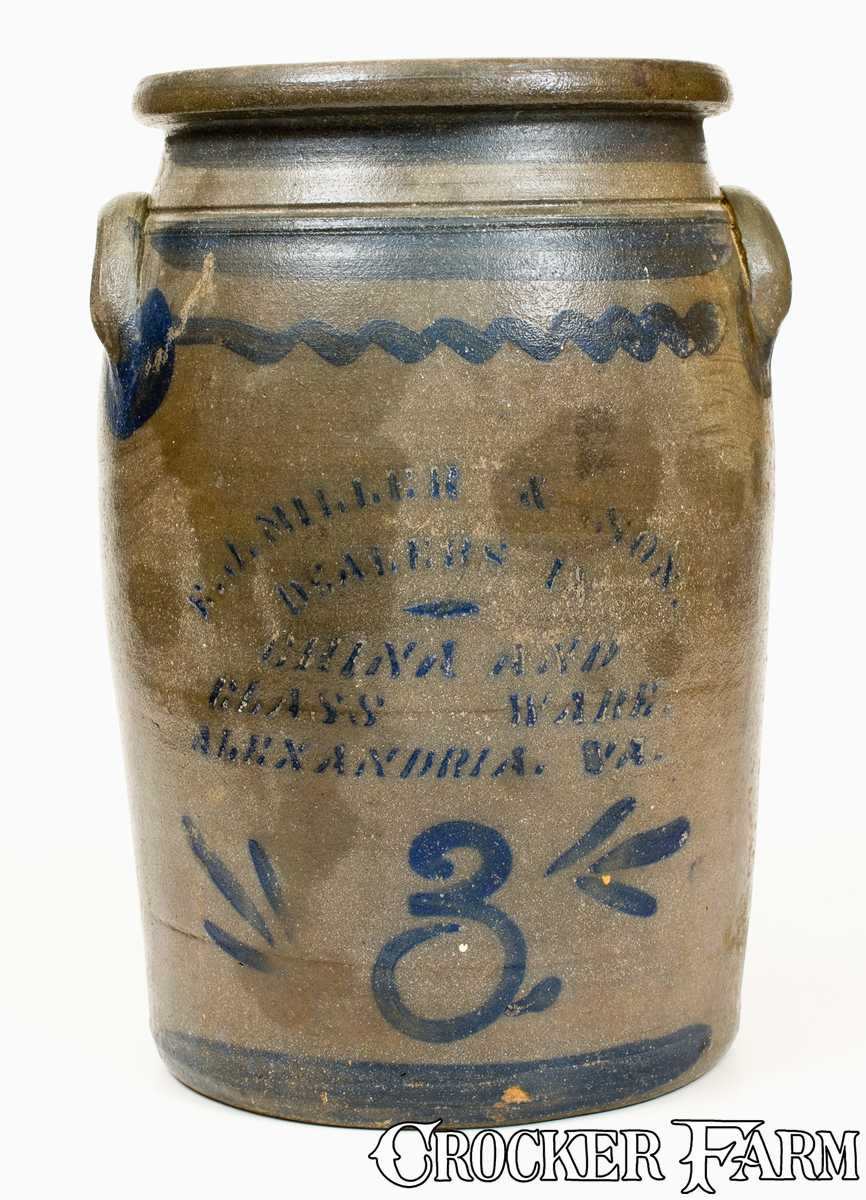 E.J. MILLER & SON.
DEALERS IN
CHINA AND
GLASS WARE.
ALEXANDRIA. VA.
3
CROCKER FARM